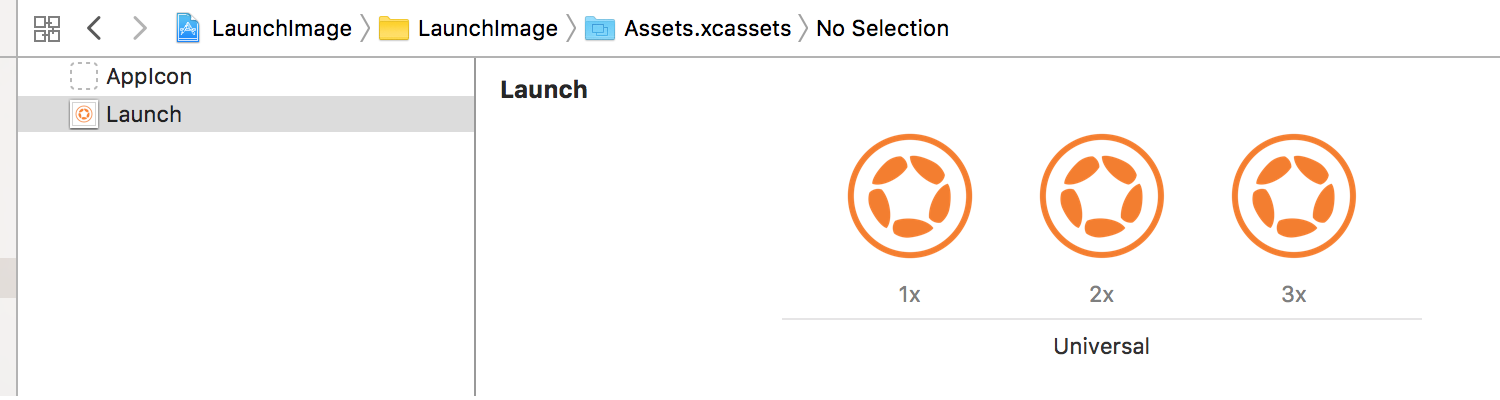 LaunchImage LaunchImage Assets.xcassets No Selection
AppIcon
Launch
Launch
1x 2x 3x
Universal